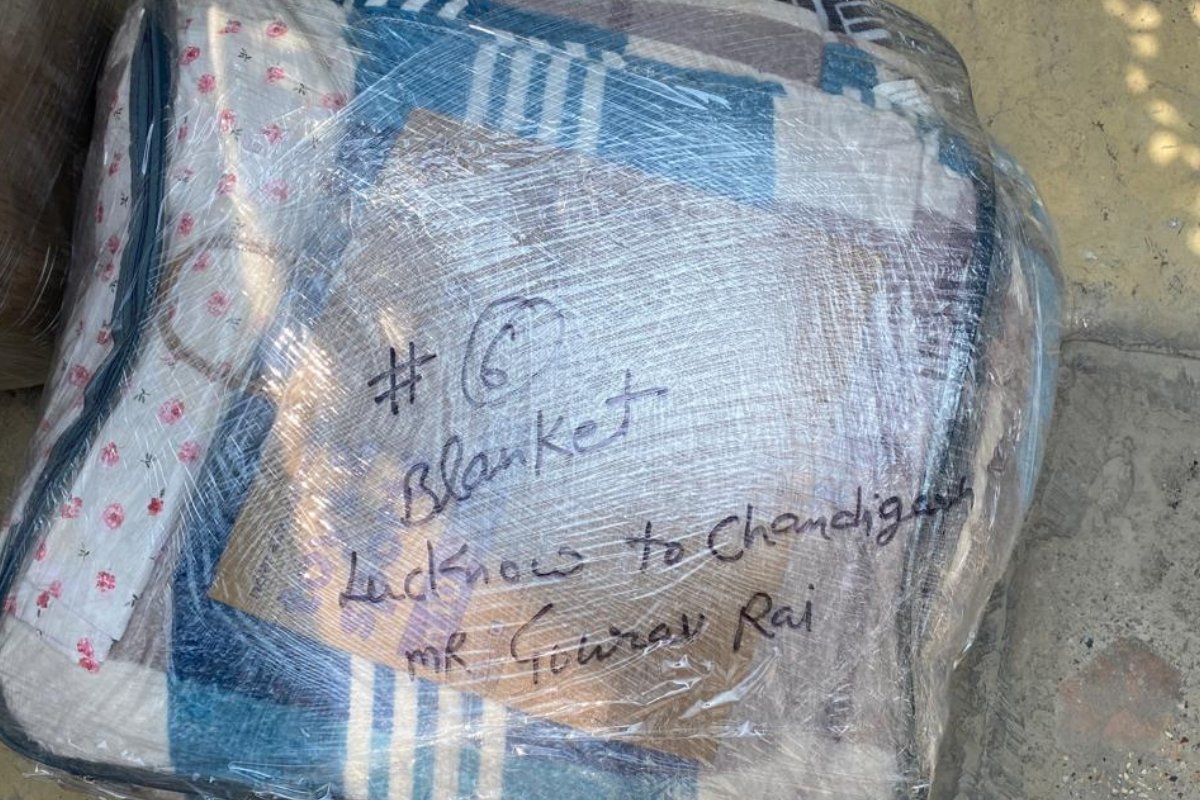 # 6
Blanket
Lucknow to Chandigarh
mR Gourav Rai